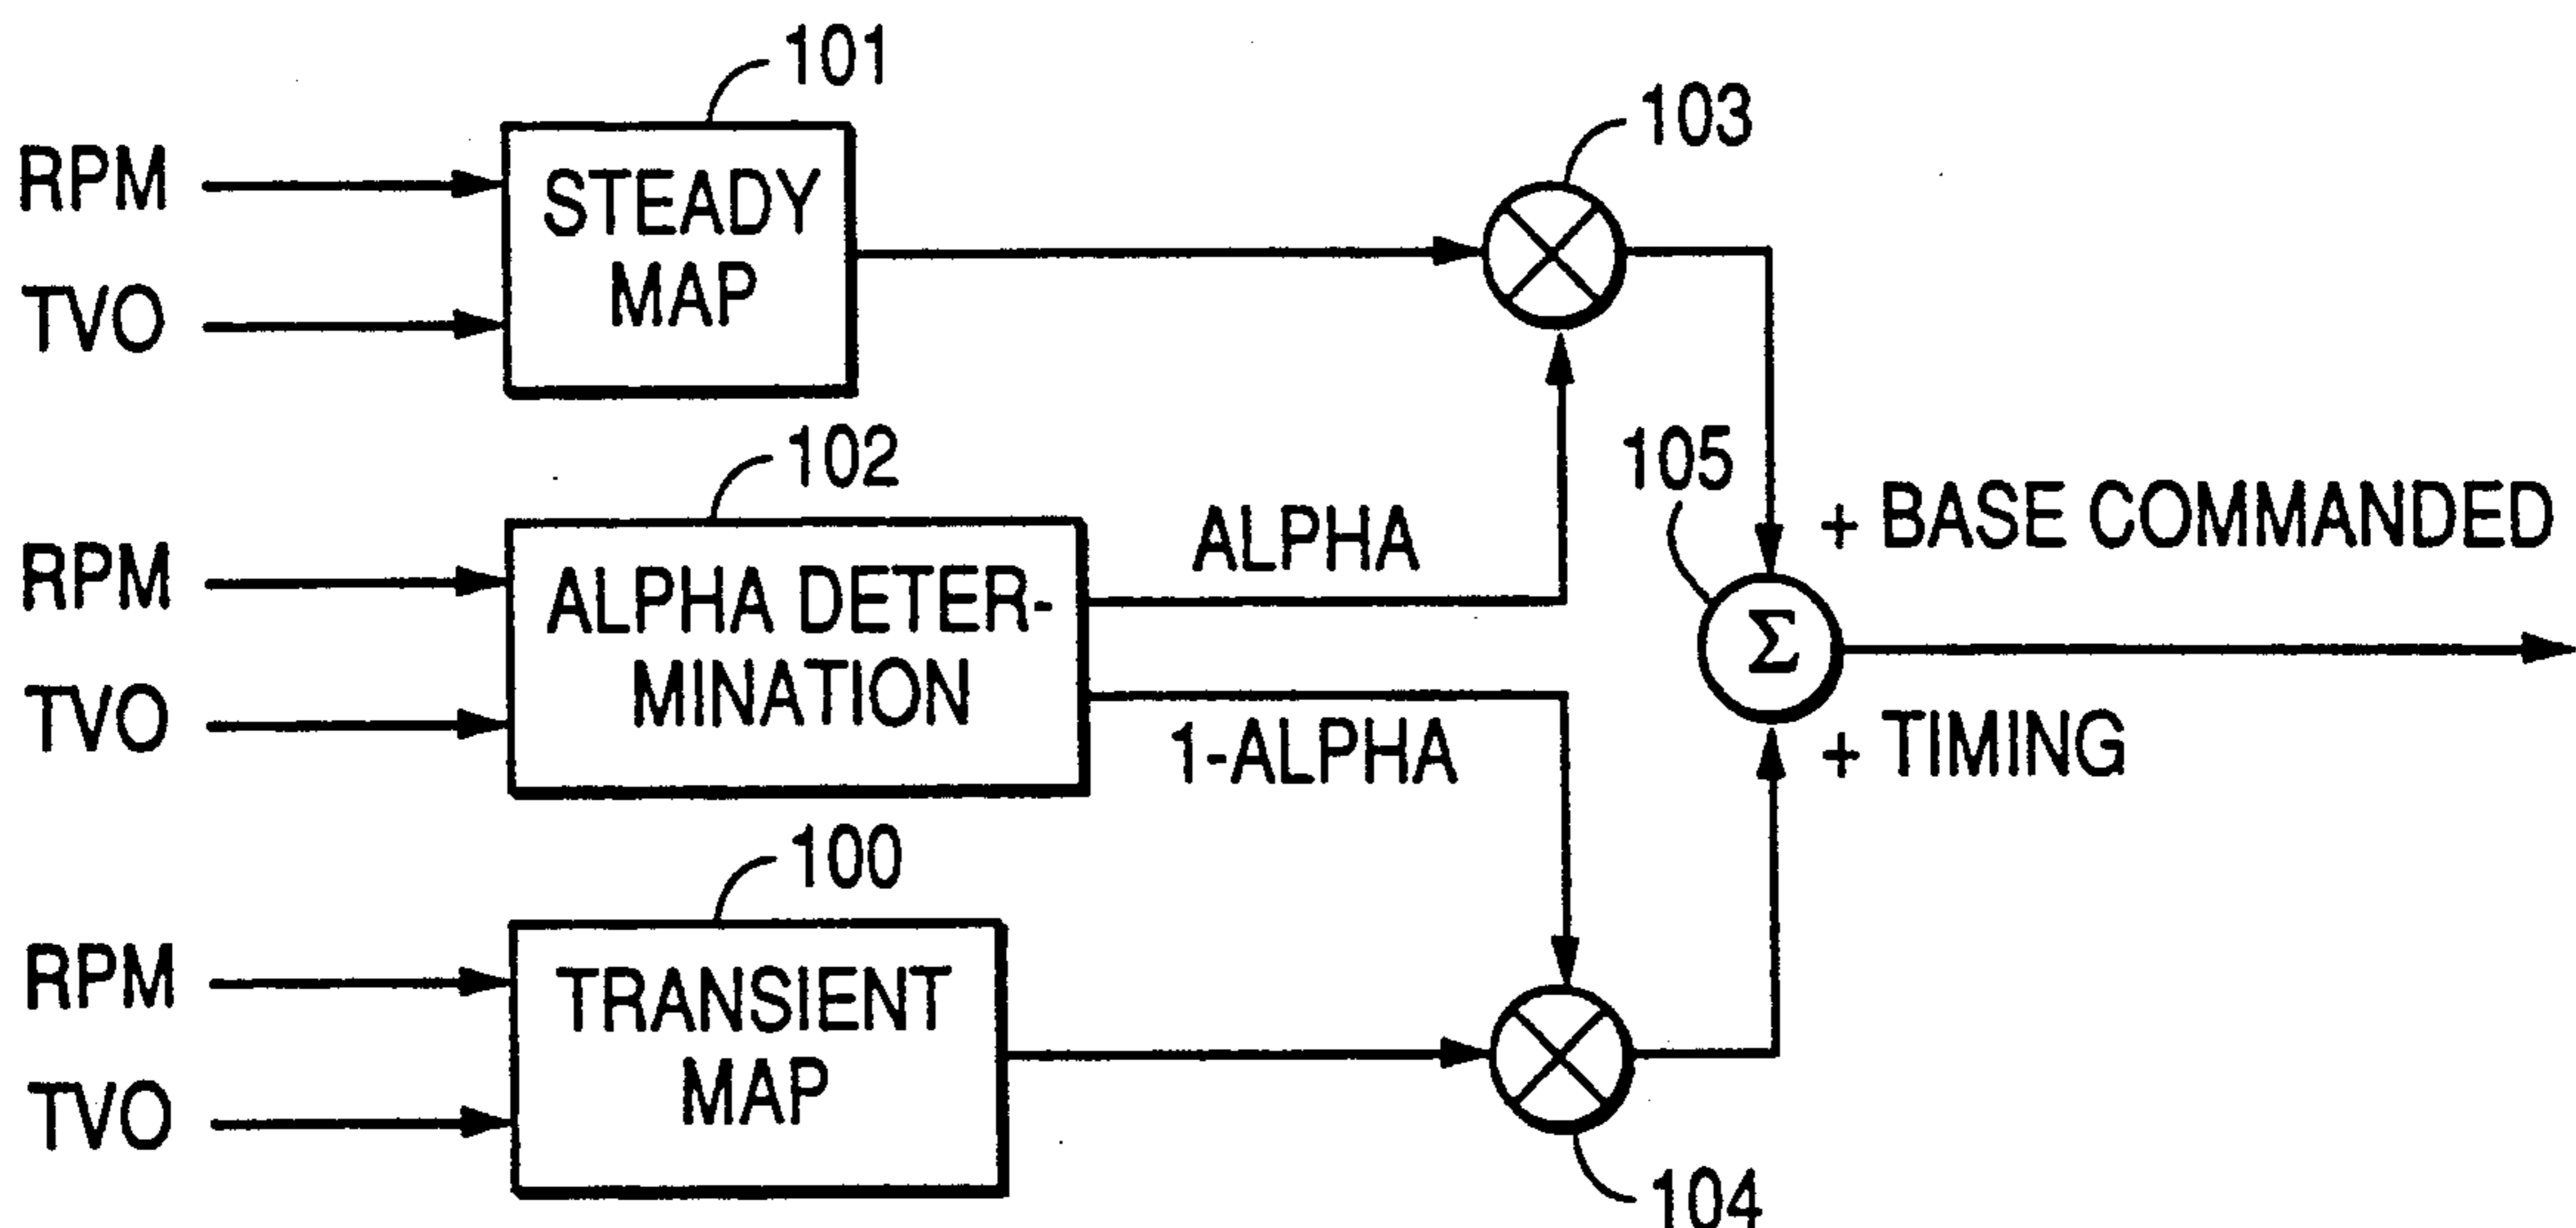 101
RPM
TVO
STEADY
MAP
103
102
105
RPM
TVO
ALPHA DETER-
MINATION
ALPHA
1-ALPHA
+ BASE COMMANDED
Σ
+ TIMING
100
RPM
TVO
TRANSIENT
MAP
104